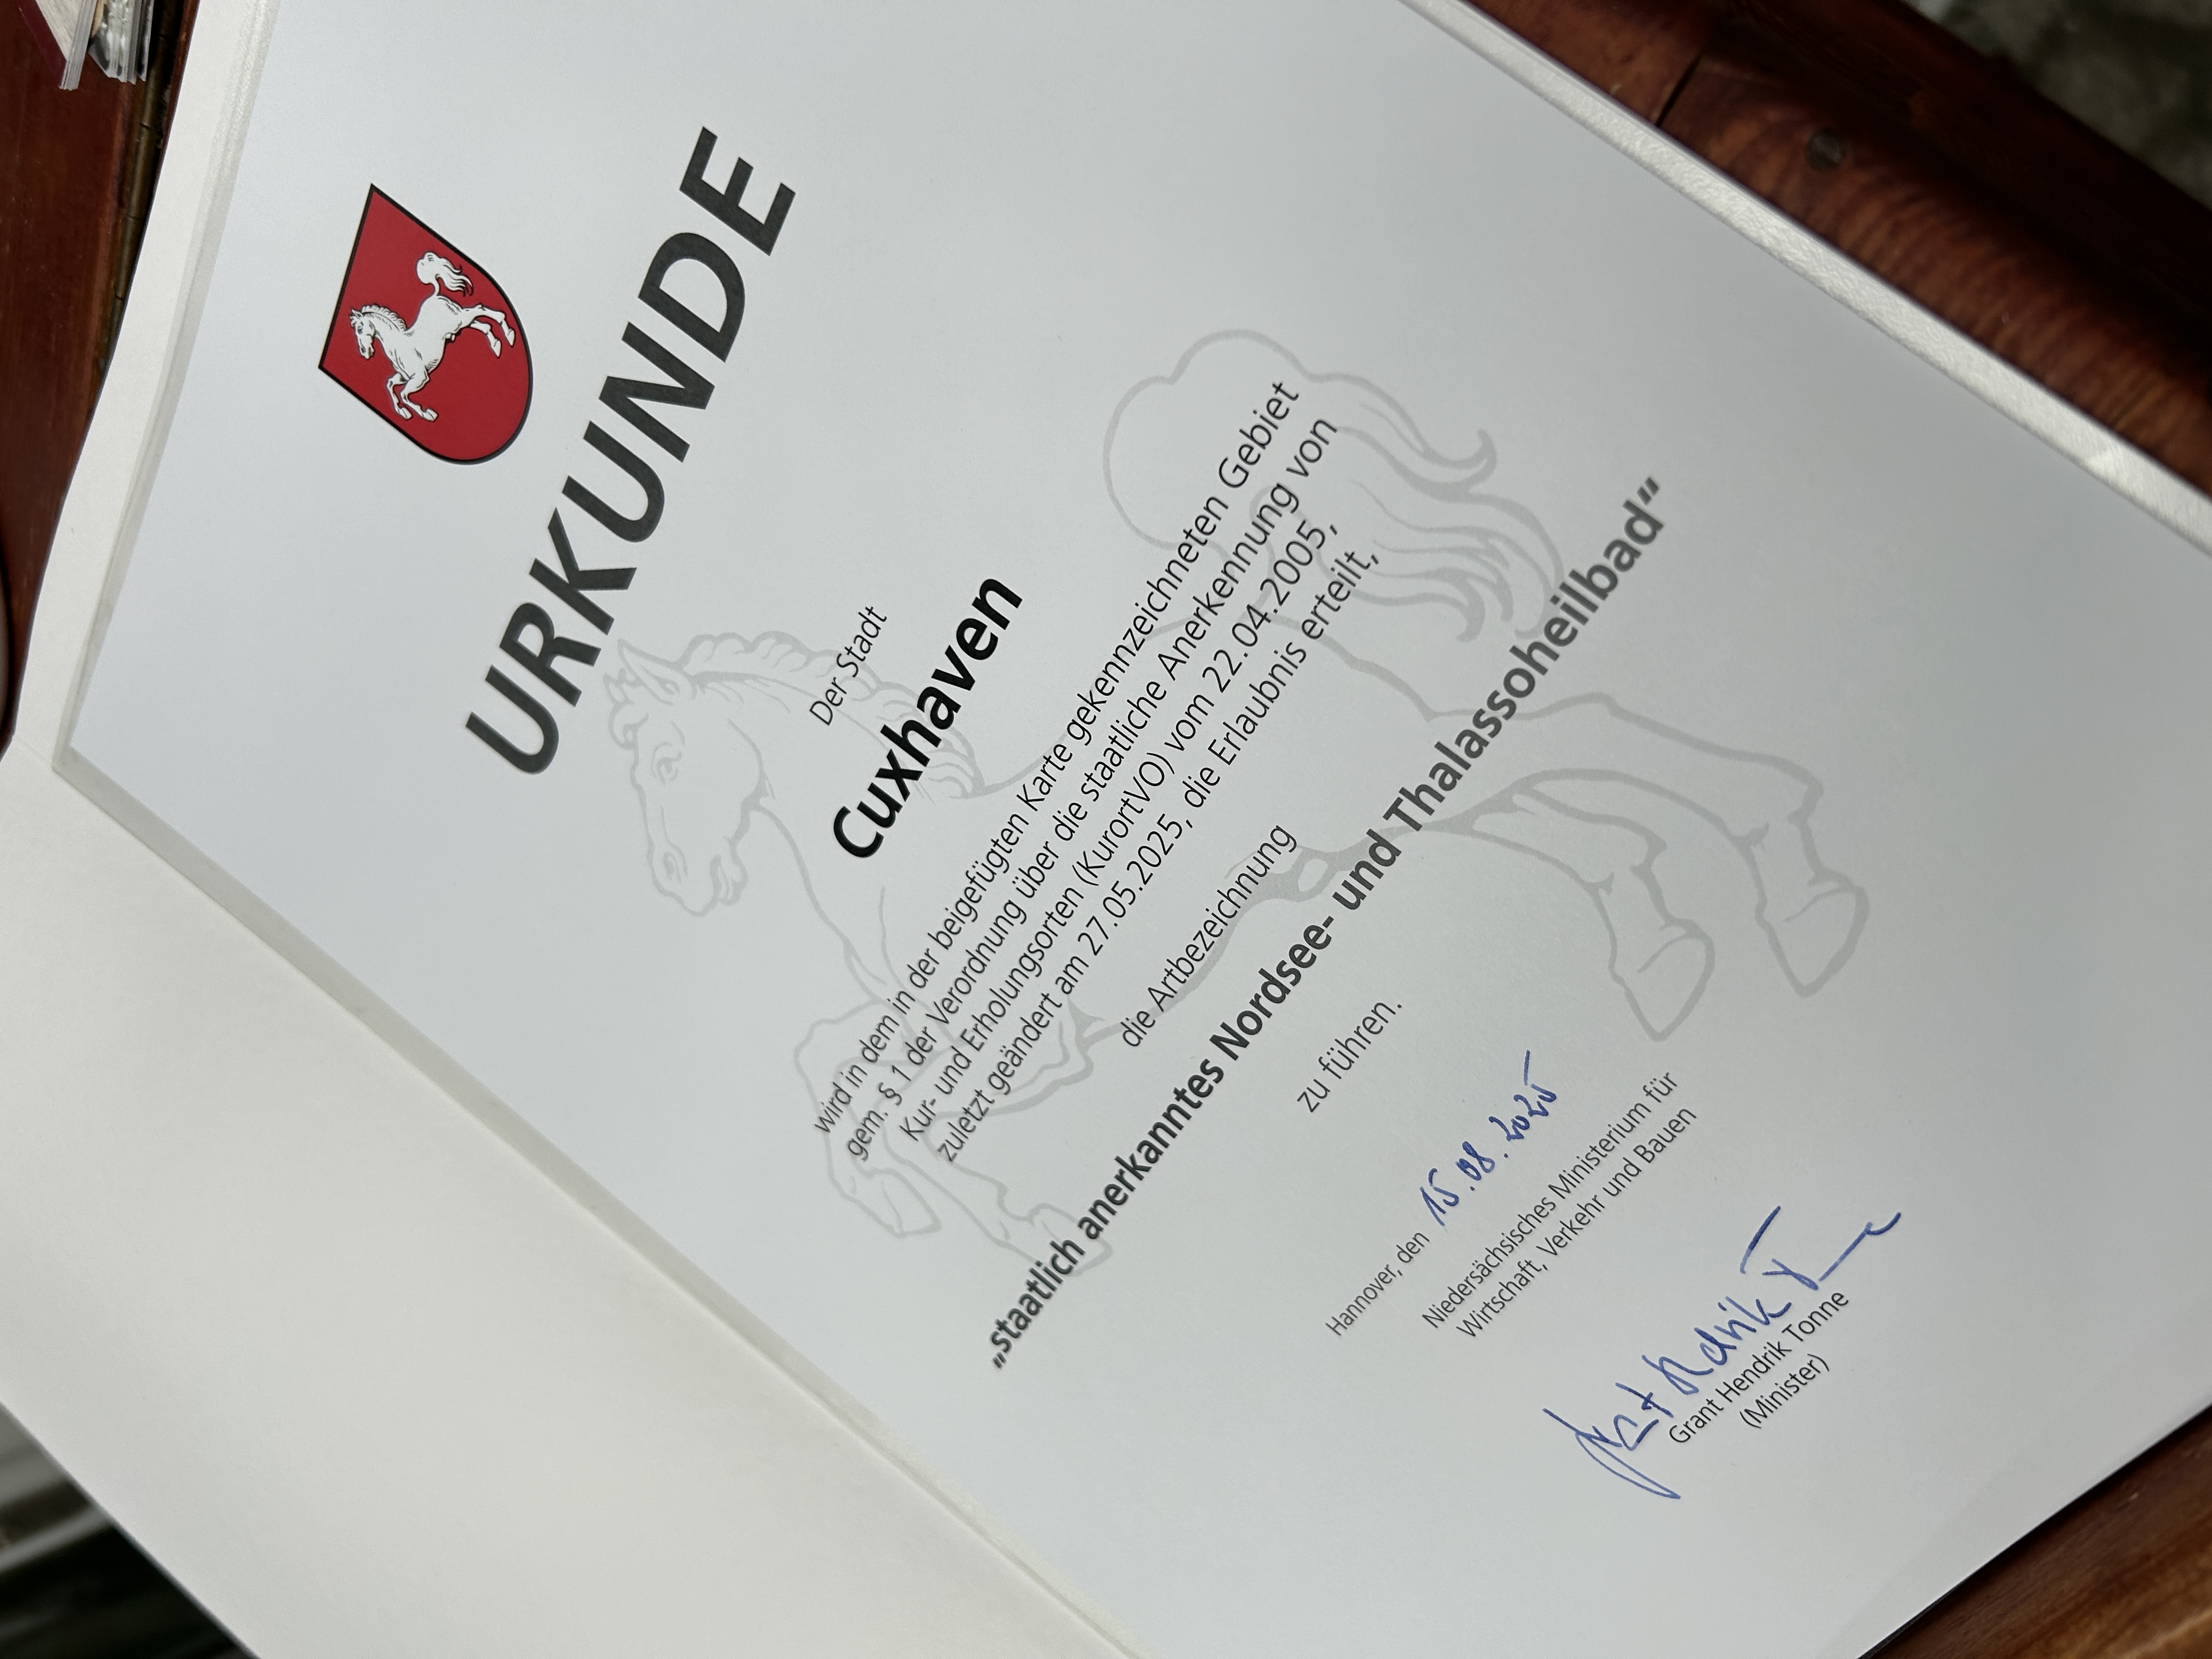 URKUNDE
Der Stadt
Cuxhaven
wird in dem in der beigefügten Karte gekennzeichneten Gebiet
gem. § 1 der Verordnung über die staatliche Anerkennung von
Kur- und Erholungsorten (KurortVO) vom 22.04.2005,
zuletzt geändert am 27.05.2025, die Erlaubnis erteilt,
die Artbezeichnung
„staatlich anerkanntes Nordsee- und Thalassoheilbad“
zu führen.
Hannover, den 15.08.2025
Niedersächsisches Ministerium für
Wirtschaft, Verkehr und Bauen
Grant Hendrik T
Grant Hendrik Tonne
(Minister)